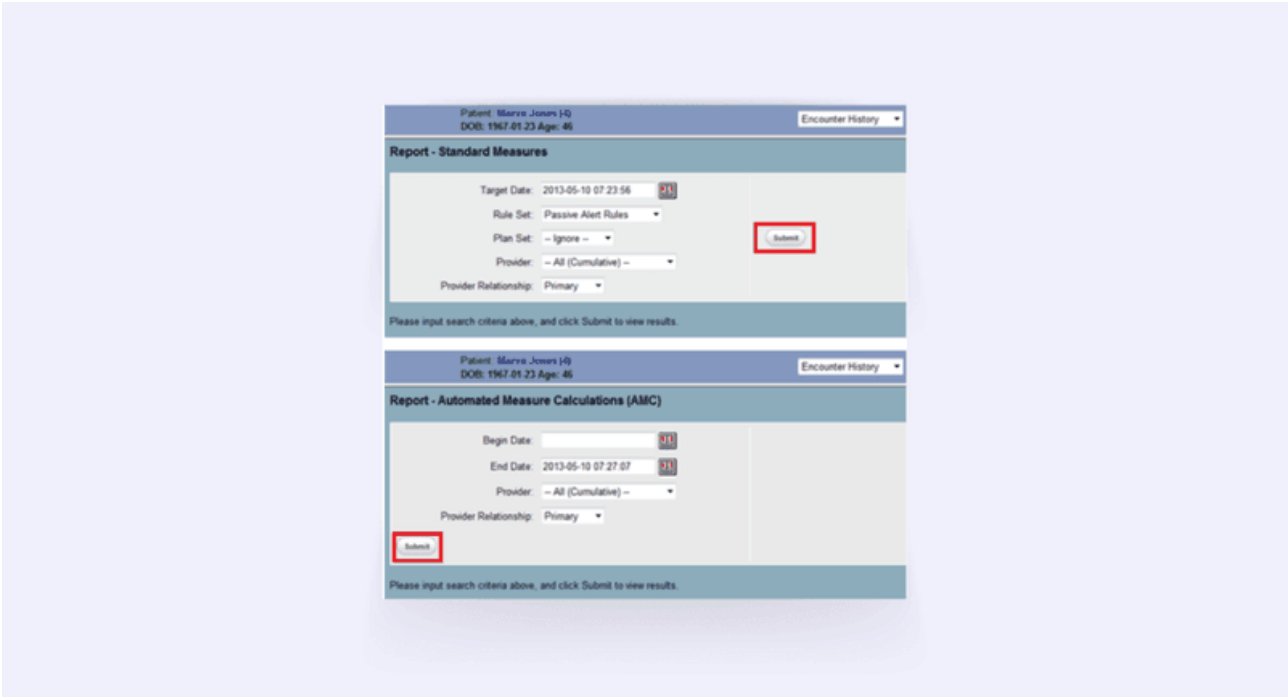 Patient: Marvo Jones (4)
DOB: 1967-01-23 Age: 46
Encounter History
Report - Standard Measures
Target Date: 2013-05-10 07:23:56
Rule Set: Passive Alert Rules
Plan Set: -- Ignore --
Submit
Provider: -- All (Cumulative) --
Provider Relationship: Primary
Please input search criteria above, and click Submit to view results.
Patient: Jones (4)
DOB: 1967-01-23 Age: 46
Encounter History
Report - Automated Measure Calculations (AMC)
Begin Date:
End Date: 2013-05-10 07:27:07
Provider: -- All (Cumulative) --
Provider Relationship: Primary
Submit
Please input search criteria above, and click Submit to view results.